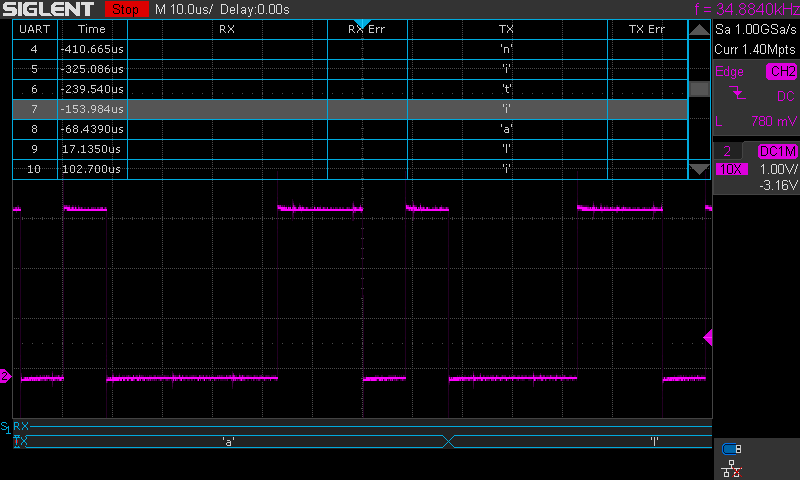 SIGLENT Stop M 10.0us/ Delay:0.00s f = 34.8840kHz
UART Time RX RX Err TX TX Err
4 -410.665us 'n'
5 -325.086us 'i'
6 -239.540us 't'
7 -153.984us 'i'
8 -68.4390us 'a'
9 17.1350us 'l'
10 102.700us 'i'
Sa 1.00GSa/s
Curr 1.40Mpts
Edge CH2
DC
L 780 mV
2 DC1M
10X 1.00V/
-3.16V
2
S1 RX
TX 'a' 'l'